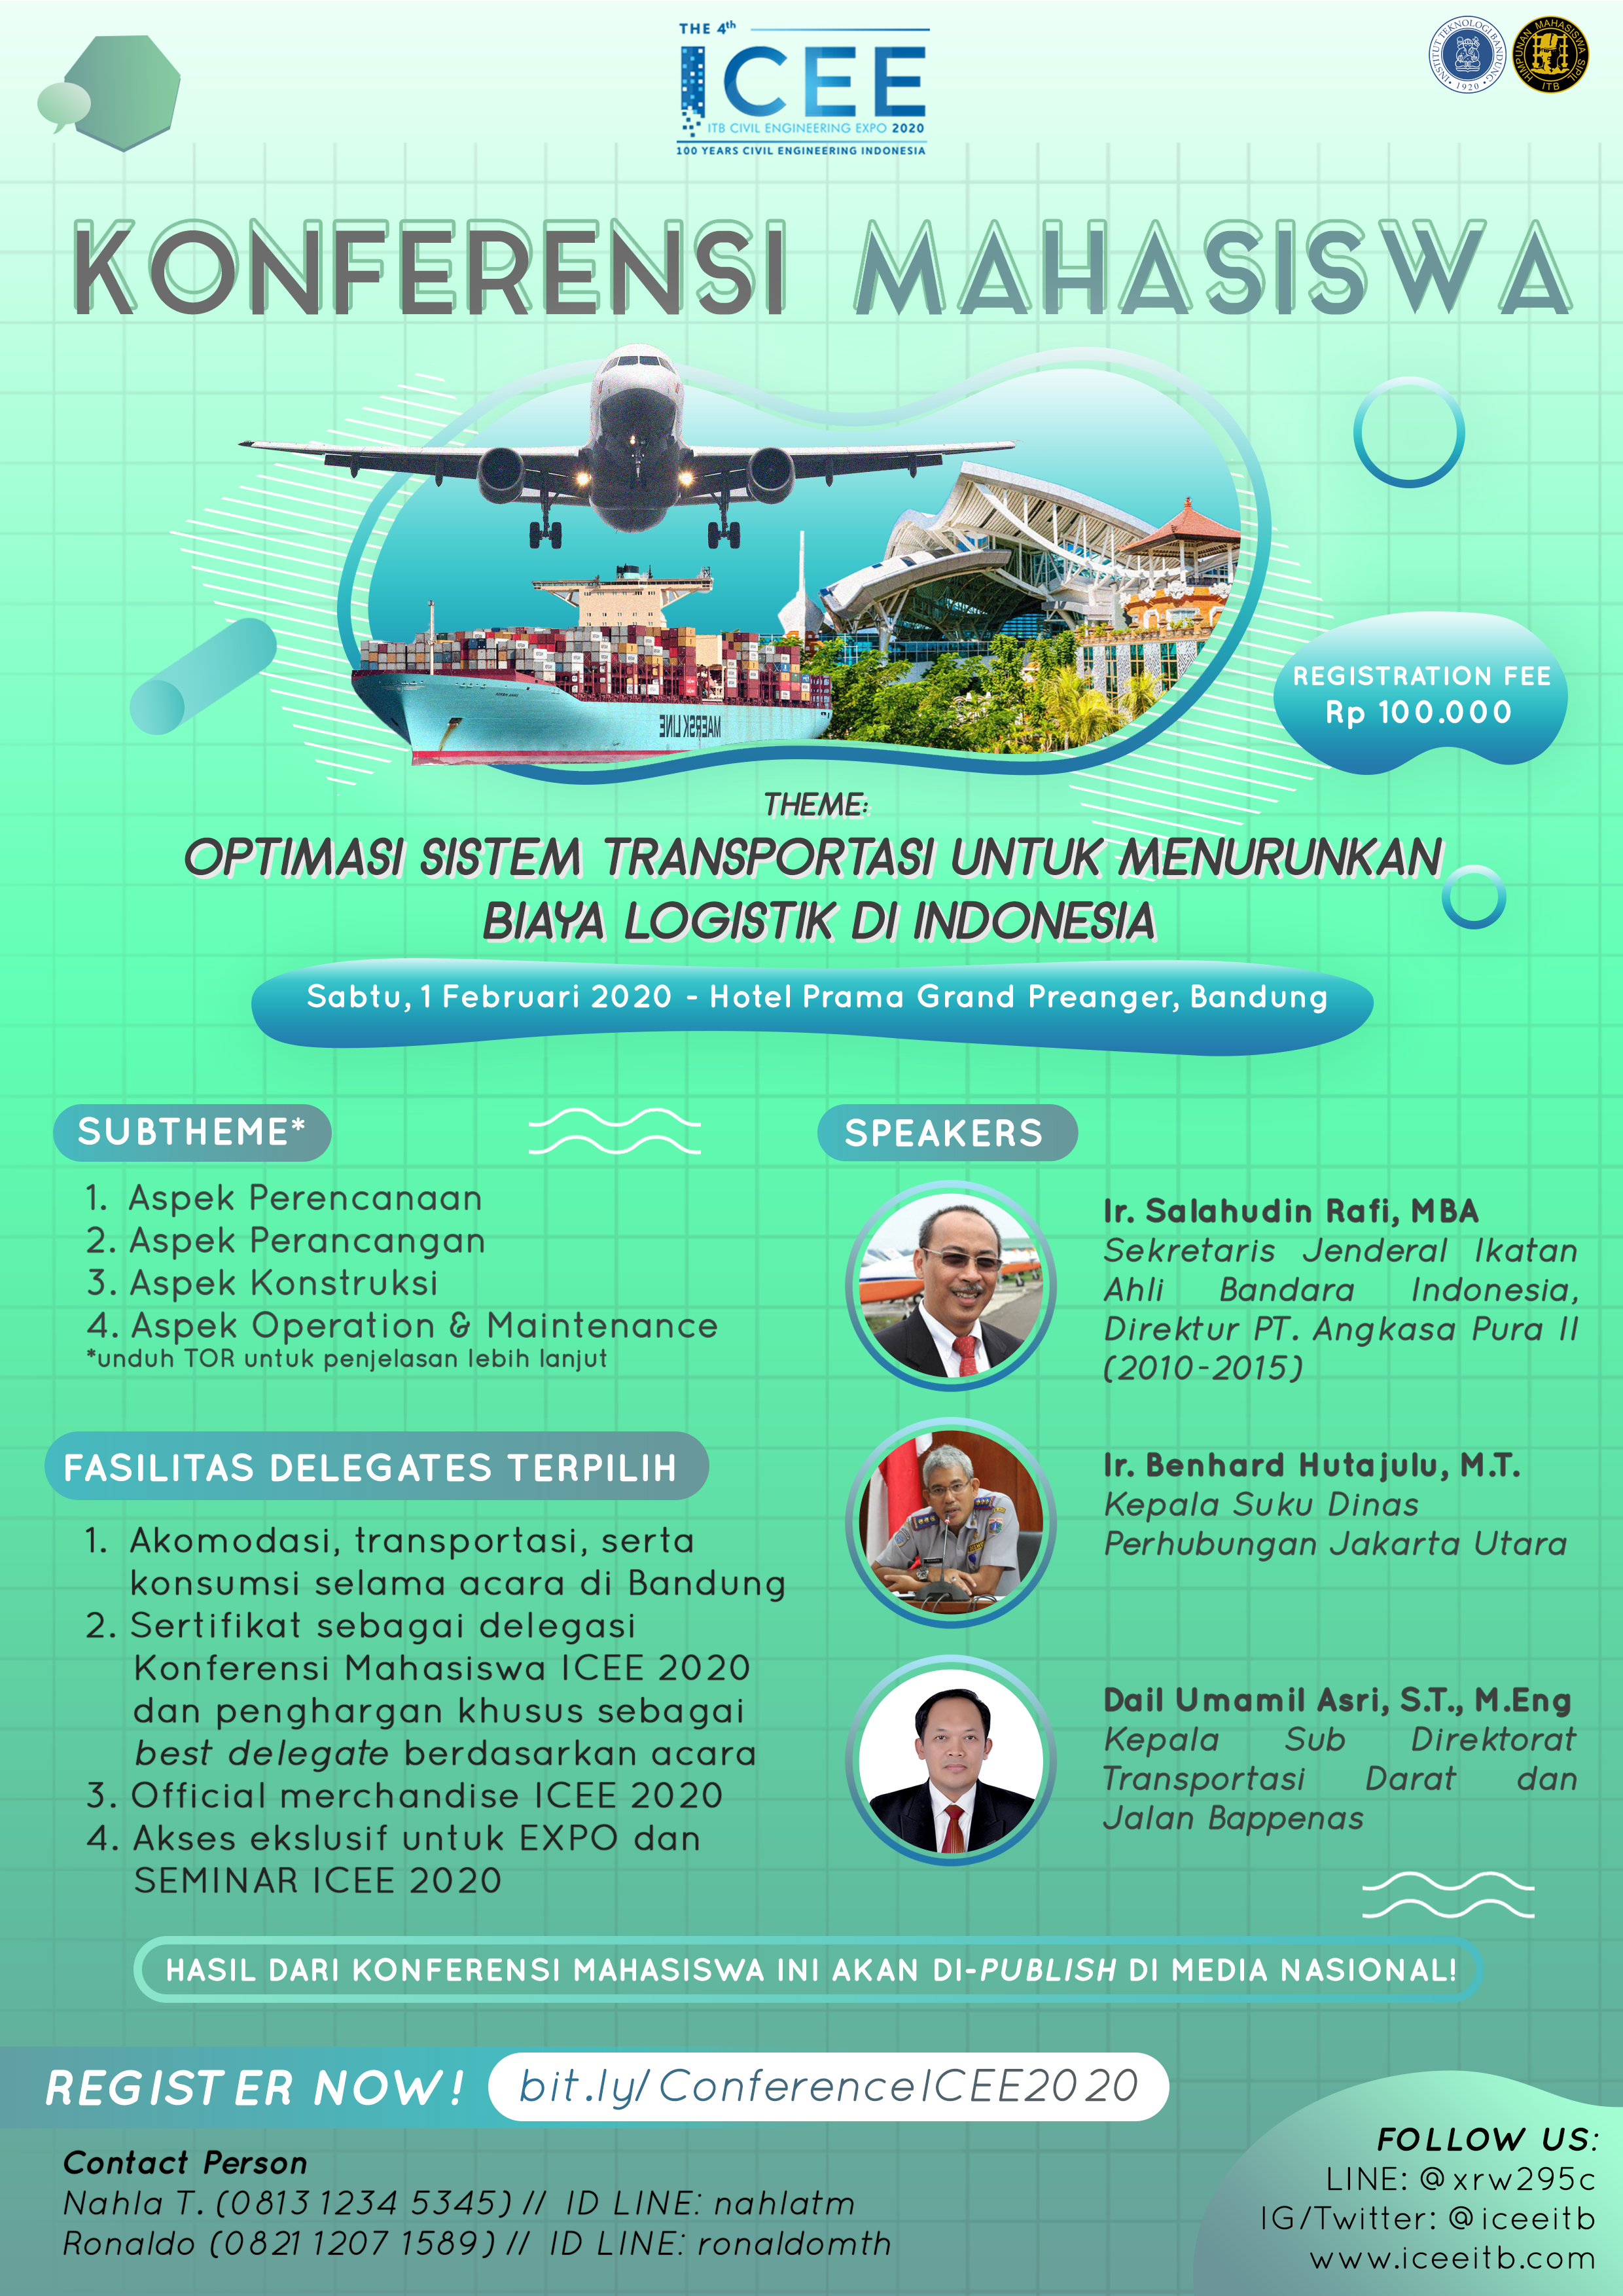 THE 4th
ICEE
ITB CIVIL ENGINEERING EXPO 2020
100 YEARS CIVIL ENGINEERING INDONESIA
INSTITUT TEKNOLOGI BANDUNG
1920
HIMPUNAN MAHASISWA SIPIL
ITB
KONFERENSI MAHASISWA
MAERSK LINE
REGISTRATION FEE
Rp 100.000
THEME:
OPTIMASI SISTEM TRANSPORTASI UNTUK MENURUNKAN
BIAYA LOGISTIK DI INDONESIA
Sabtu, 1 Februari 2020 - Hotel Prama Grand Preanger, Bandung
SUBTHEME*
1. Aspek Perencanaan
2. Aspek Perancangan
3. Aspek Konstruksi
4. Aspek Operation & Maintenance
*unduh TOR untuk penjelasan lebih lanjut
FASILITAS DELEGATES TERPILIH
1. Akomodasi, transportasi, serta
konsumsi selama acara di Bandung
2. Sertifikat sebagai delegasi
Konferensi Mahasiswa ICEE 2020
dan penghargan khusus sebagai
best delegate berdasarkan acara
3. Official merchandise ICEE 2020
4. Akses ekslusif untuk EXPO dan
SEMINAR ICEE 2020
SPEAKERS
Ir. Salahudin Rafi, MBA
Sekretaris Jenderal Ikatan
Ahli Bandara Indonesia,
Direktur PT. Angkasa Pura II
(2010-2015)
Ir. Benhard Hutajulu, M.T.
Kepala Suku Dinas
Perhubungan Jakarta Utara
Dail Umamil Asri, S.T., M.Eng
Kepala Sub Direktorat
Transportasi Darat dan
Jalan Bappenas
HASIL DARI KONFERENSI MAHASISWA INI AKAN DI-PUBLISH DI MEDIA NASIONAL!
REGISTER NOW!
bit.ly/ConferenceICEE2020
Contact Person
Nahla T. (0813 1234 5345) // ID LINE: nahlatm
Ronaldo (0821 1207 1589) // ID LINE: ronaldomth
FOLLOW US:
LINE: @xrw295c
IG/Twitter: @iceeitb
www.iceeitb.com